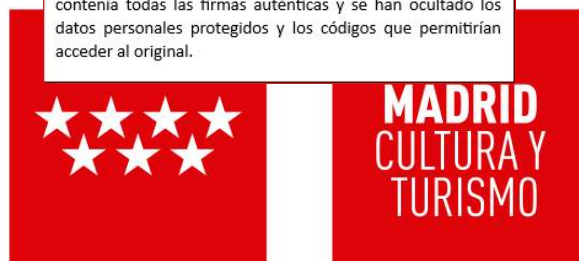 contenía todas las firmas auténticas y se han ocultado los
datos personales protegidos y los códigos que permitirían
acceder al original.
MADRID
CULTURA Y
TURISMO